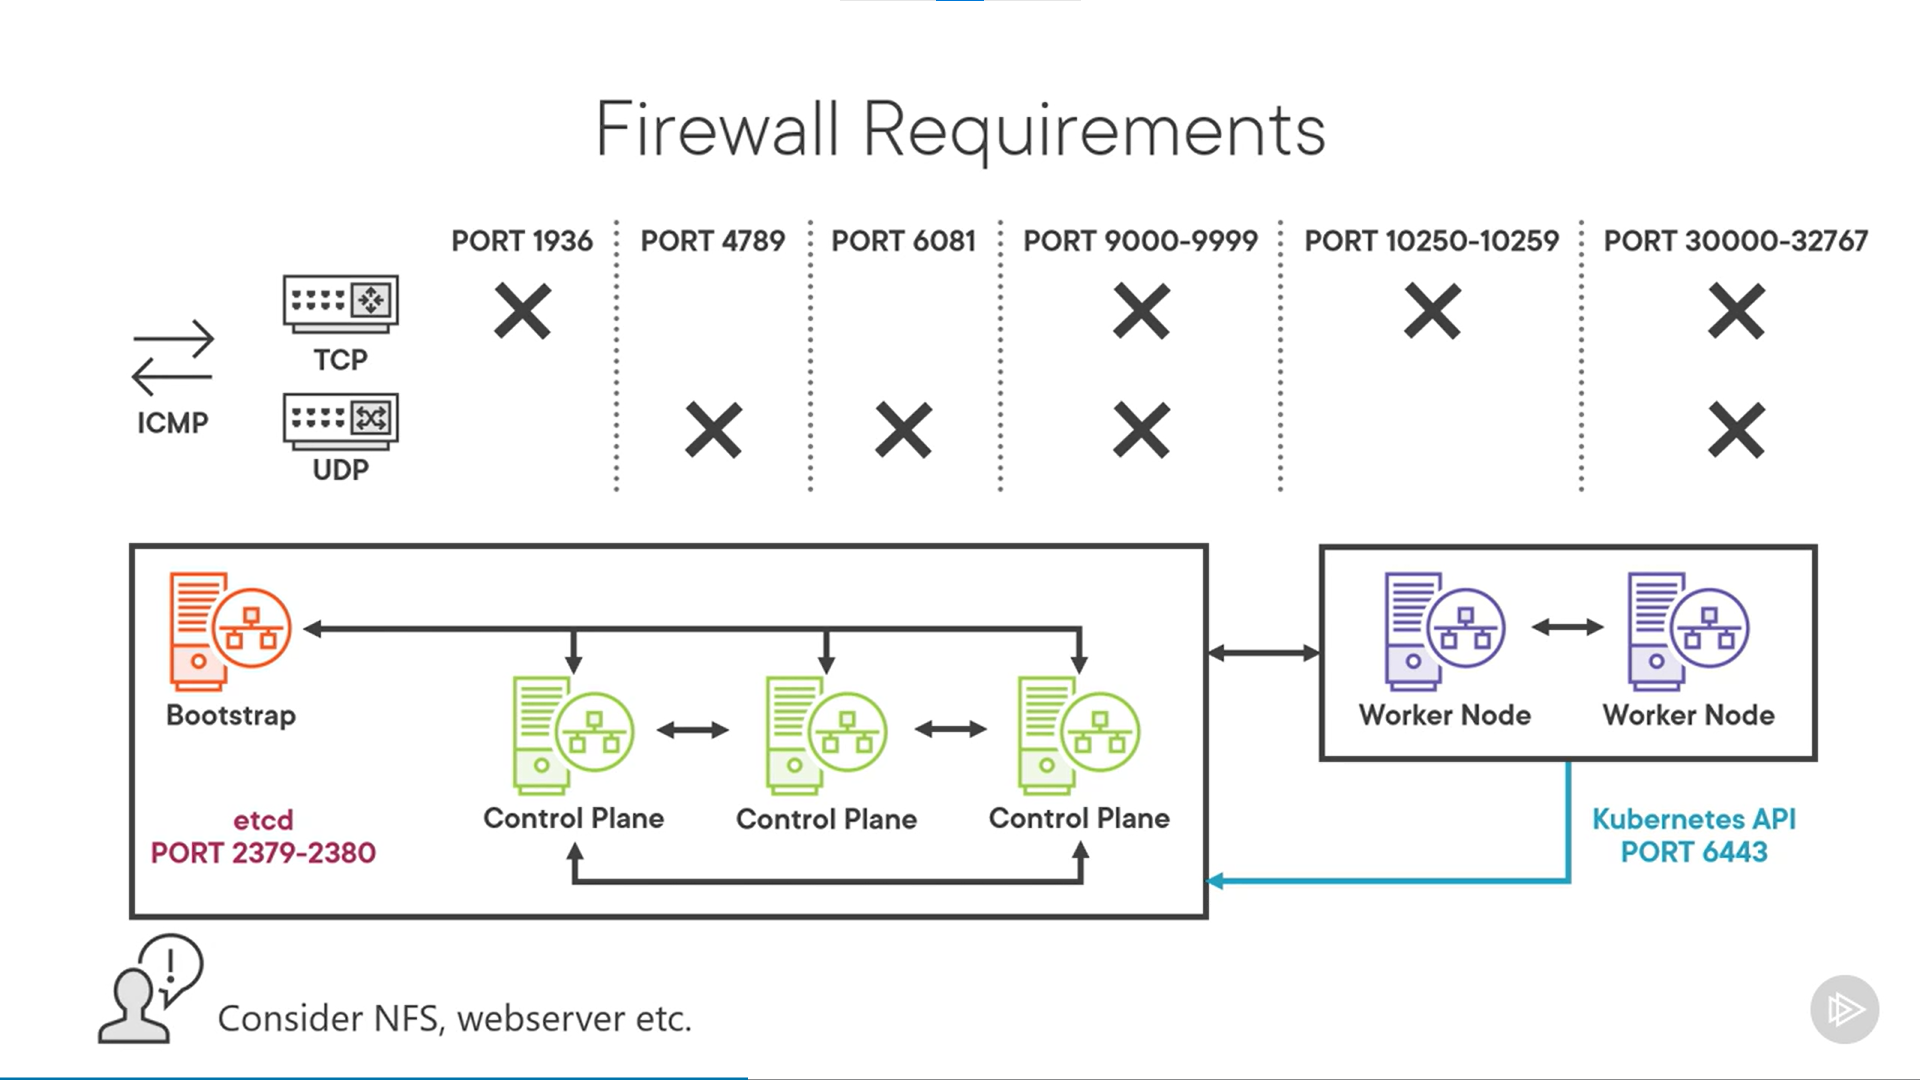 Firewall Requirements
PORT 1936
PORT 4789
PORT 6081
PORT 9000-9999
PORT 10250-10259
PORT 30000-32767
TCP
ICMP
UDP
Bootstrap
Worker Node
Worker Node
Control Plane
Control Plane
Control Plane
etcd
PORT 2379-2380
Kubernetes API
PORT 6443
!
Consider NFS, webserver etc.